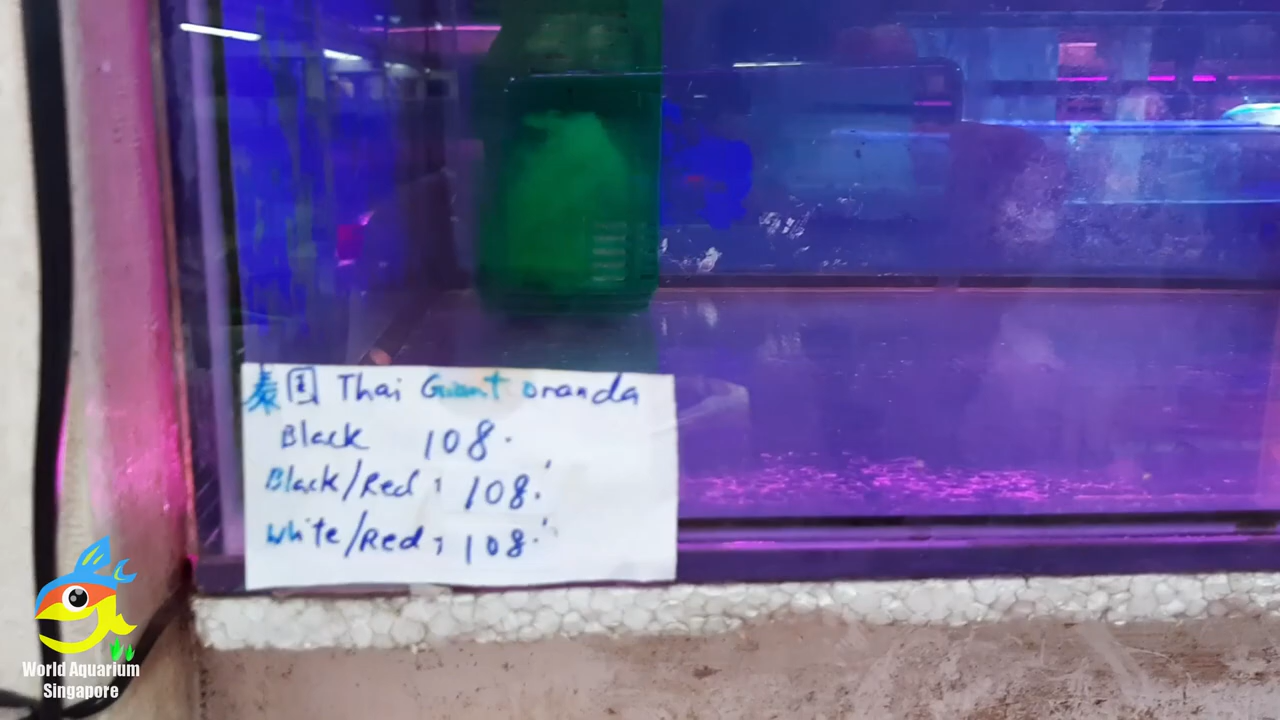 泰国 Thai Giant oranda
Black 108.
Black/Red : 108.
White/Red : 108.
World Aquarium
Singapore